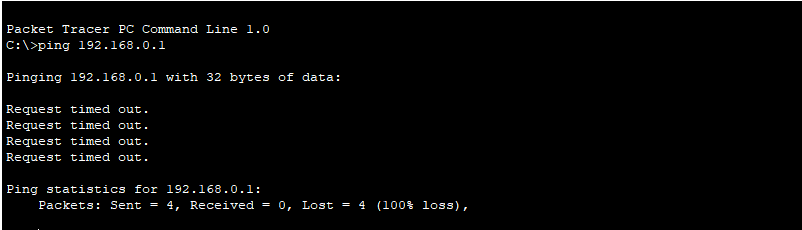 Packet Tracer PC Command Line 1.0
C:\>ping 192.168.0.1
Pinging 192.168.0.1 with 32 bytes of data:
Request timed out.
Request timed out.
Request timed out.
Request timed out.
Ping statistics for 192.168.0.1:
    Packets: Sent = 4, Received = 0, Lost = 4 (100% loss),